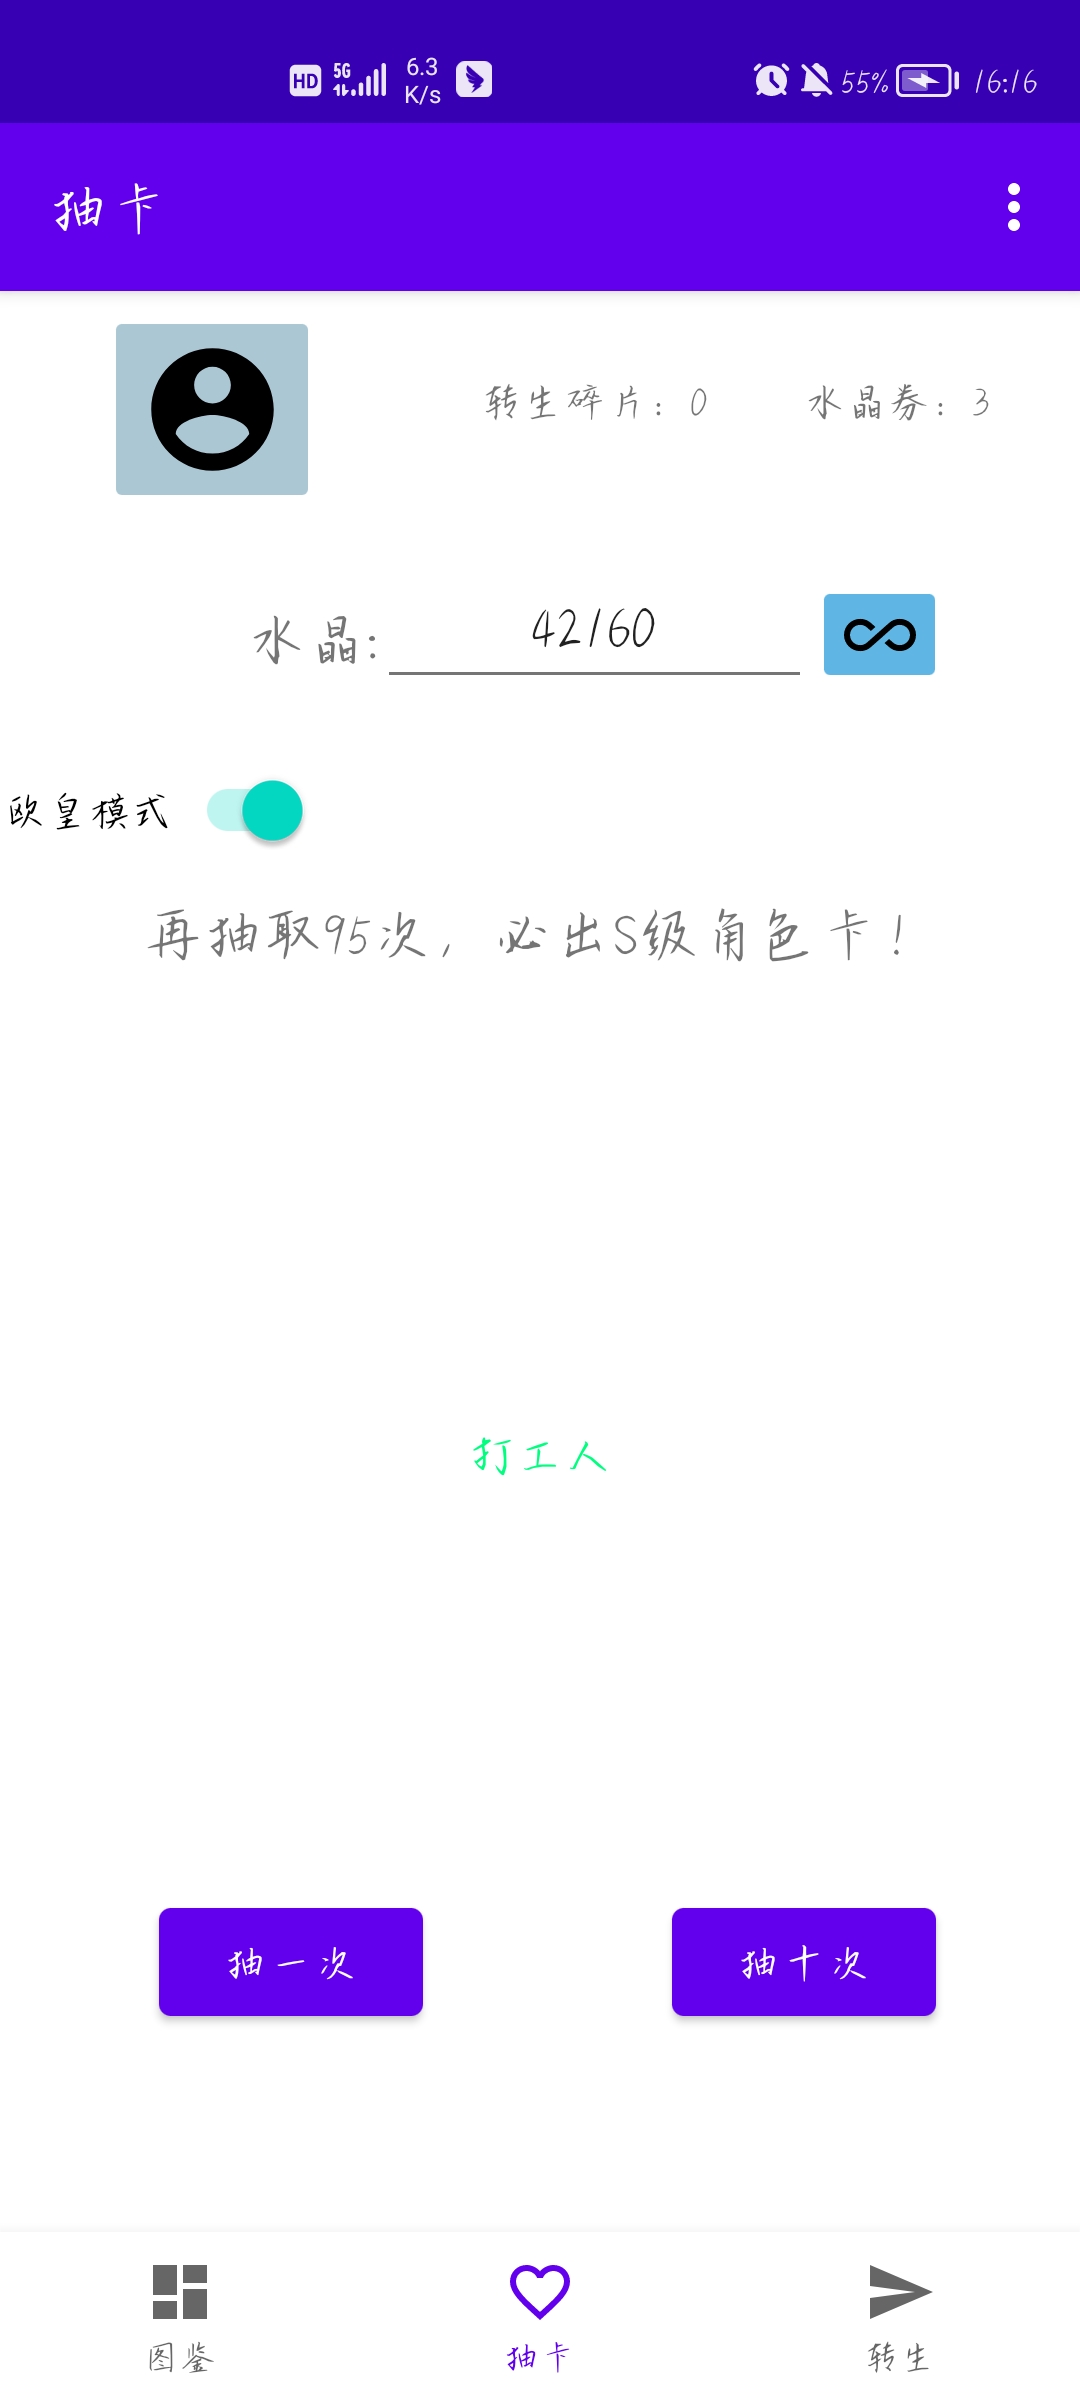 HD 5G 6.3 K/s 55% 16:16
抽卡
转生碎片: 0 水晶券: 3
水晶: 42/60
欧皇模式
再抽取95次, 必出S级角色卡!
打工人
抽一次 抽十次
图鉴 抽卡 转生